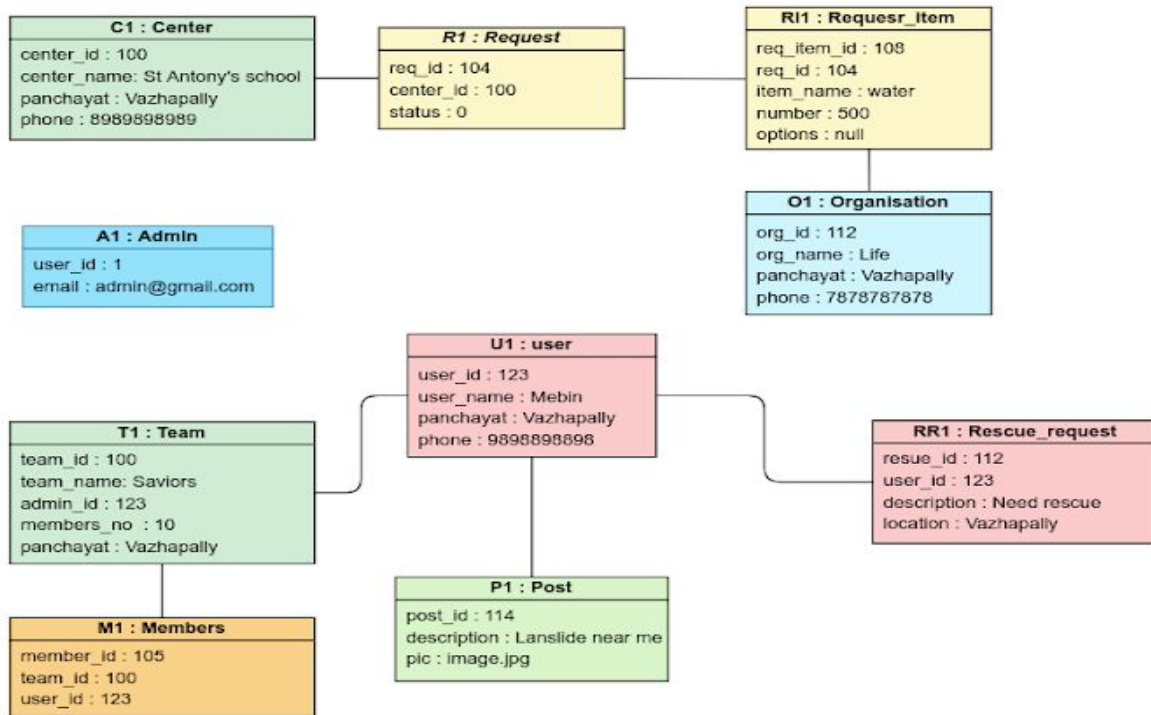 C1 : Center
center_id : 100
center_name: St Antony's school
panchayat : Vazhapally
phone : 8989898989
R1 : Request
req_id : 104
center_id : 100
status : 0
RI1 : Requesr_Item
req_item_id : 108
req_id : 104
item_name : water
number : 500
options : null
A1 : Admin
user_id : 1
email : admin@gmail.com
O1 : Organisation
org_id : 112
org_name : Life
panchayat : Vazhapally
phone : 7878787878
U1 : user
user_id : 123
user_name : Mebin
panchayat : Vazhapally
phone : 9898898898
T1 : Team
team_id : 100
team_name: Saviors
admin_id : 123
members_no : 10
panchayat : Vazhapally
RR1 : Rescue_request
resue_id : 112
user_id : 123
description : Need rescue
location : Vazhapally
P1 : Post
post_id : 114
description : Lanslide near me
pic : image.jpg
M1 : Members
member_id : 105
team_id : 100
user_id : 123